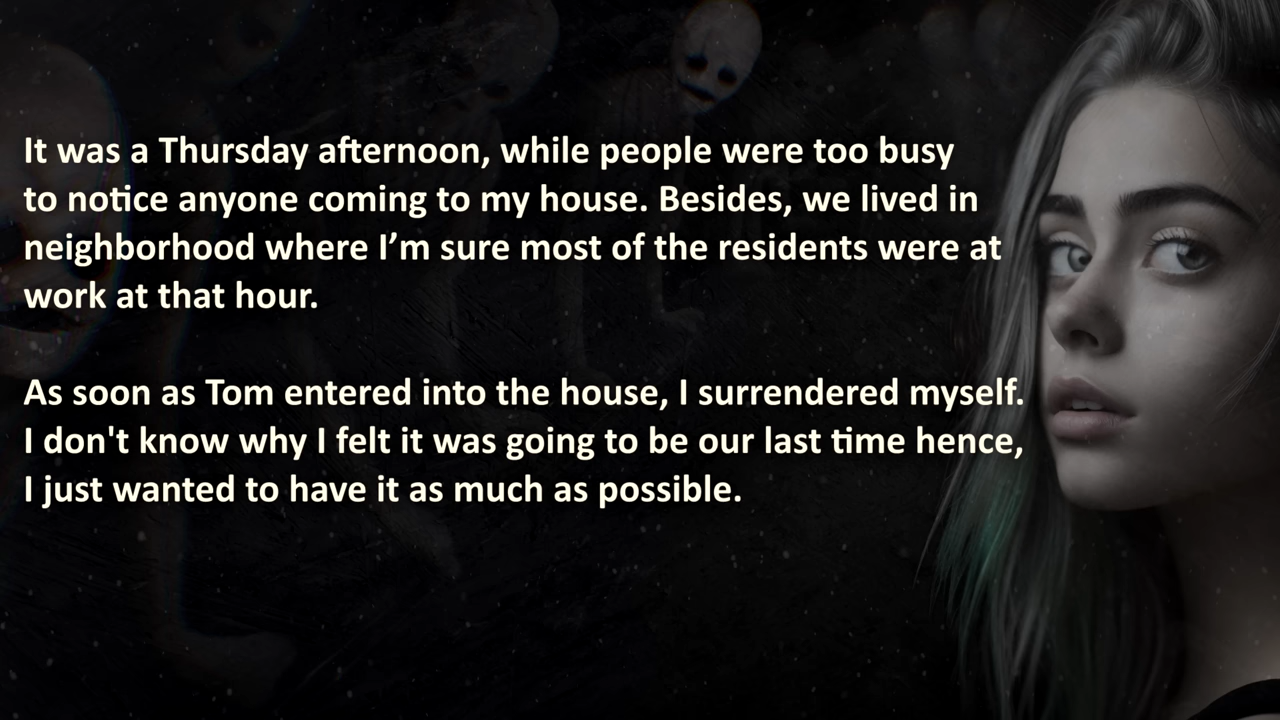 It was a Thursday afternoon, while people were too busy
to notice anyone coming to my house. Besides, we lived in
neighborhood where I’m sure most of the residents were at
work at that hour.
As soon as Tom entered into the house, I surrendered myself.
I don't know why I felt it was going to be our last time hence,
I just wanted to have it as much as possible.